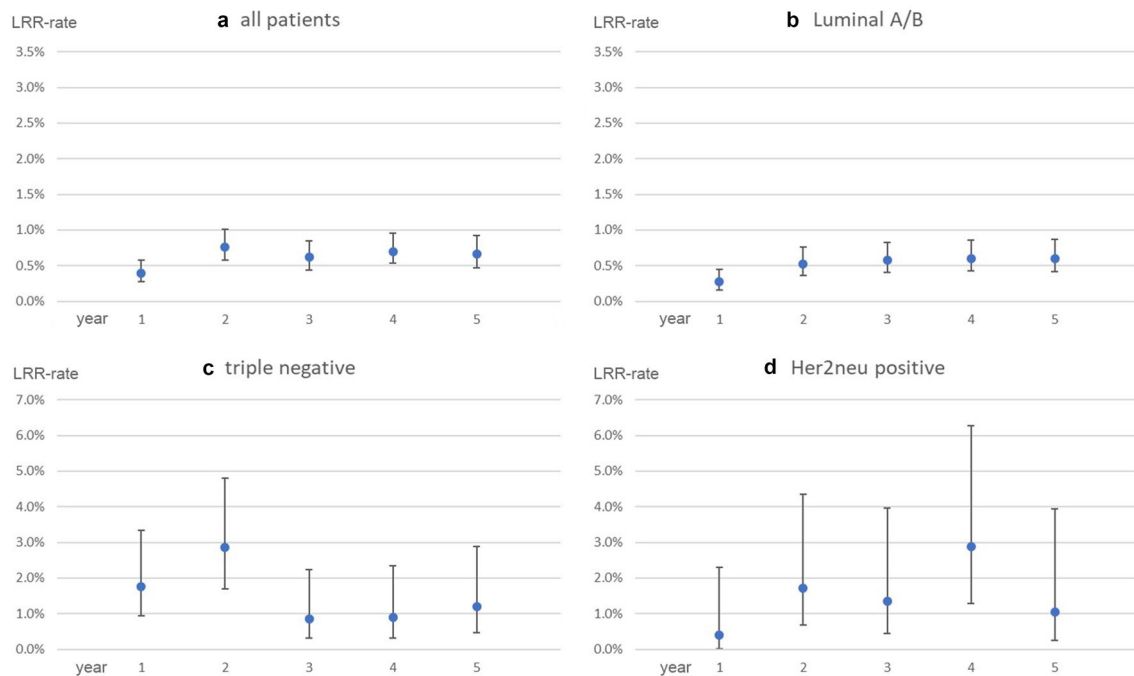 a all patients
LRR-rate
3.5%
3.0%
2.5%
2.0%
1.5%
1.0%
0.5%
0.0%
year 1 2 3 4 5
b Luminal A/B
LRR-rate
3.5%
3.0%
2.5%
2.0%
1.5%
1.0%
0.5%
0.0%
year 1 2 3 4 5
c triple negative
LRR-rate
7.0%
6.0%
5.0%
4.0%
3.0%
2.0%
1.0%
0.0%
year 1 2 3 4 5
d Her2neu positive
LRR-rate
7.0%
6.0%
5.0%
4.0%
3.0%
2.0%
1.0%
0.0%
year 1 2 3 4 5